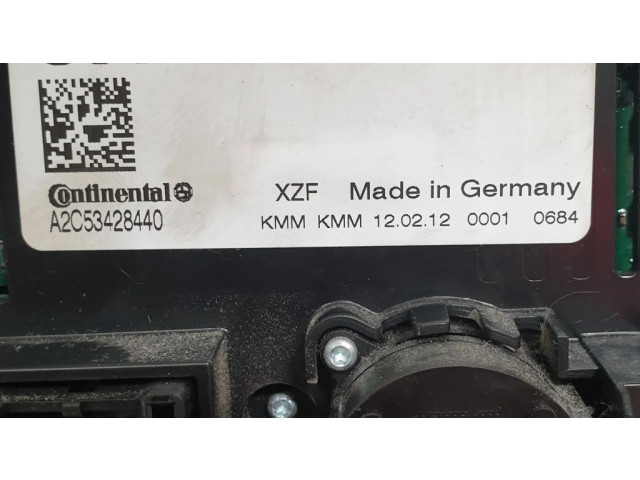 Continental XZF Made in Germany
A2C53428440 KMM KMM 12.02.12 0001 0684